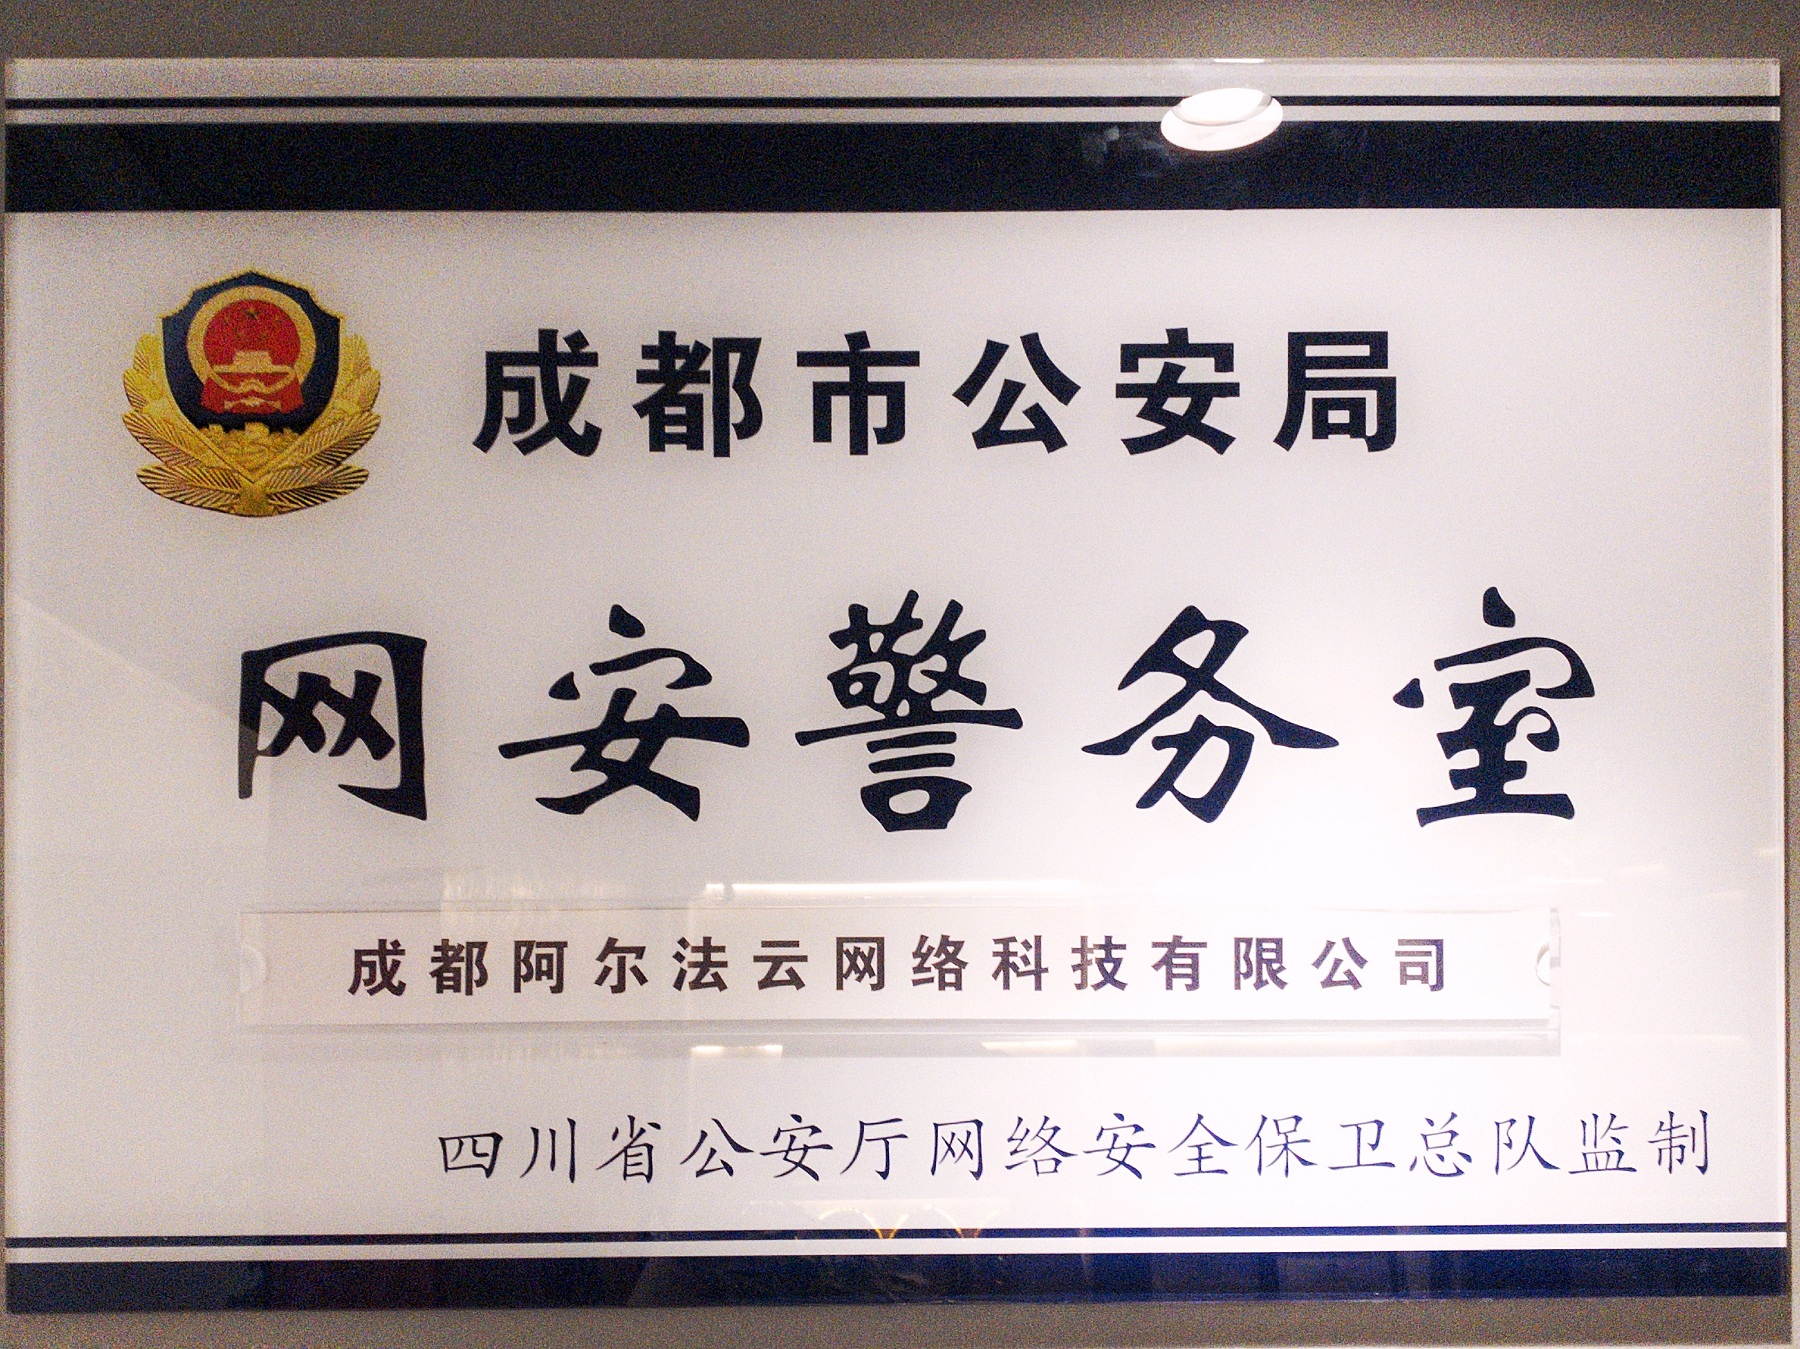 成都市公安局
网安警务室
成都阿尔法云网络科技有限公司
四川省公安厅网络安全保卫总队监制